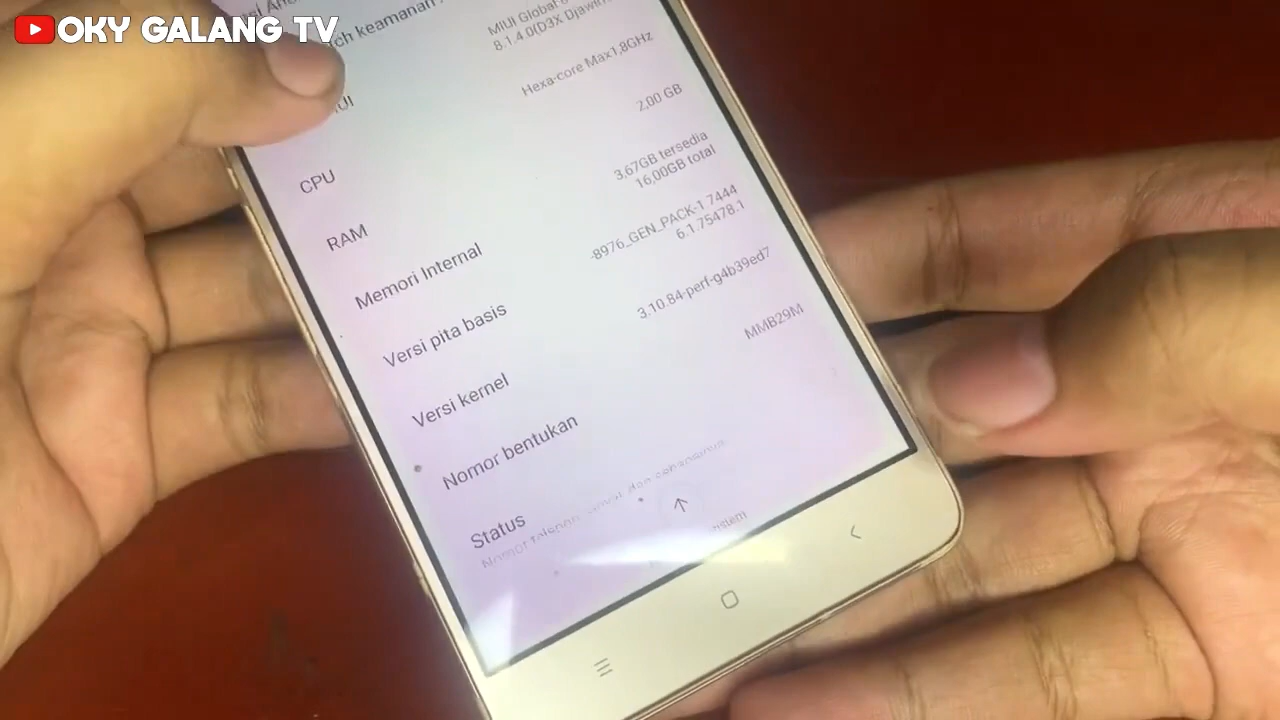 OKY GALANG TV
MIUI Global 8
8.1.4.0(D3X Djawir
Hexa-core Max1,8GHz
CPU
2,00 GB
RAM
3,67GB tersedia
16,00GB total
Memori Internal
-8976_GEN_PACK-1 7444
6.1.75478.1
Versi pita basis
3.10.84-perf-g4b39ed7
Versi kernel
MMB29M
Nomor bentukan
Status